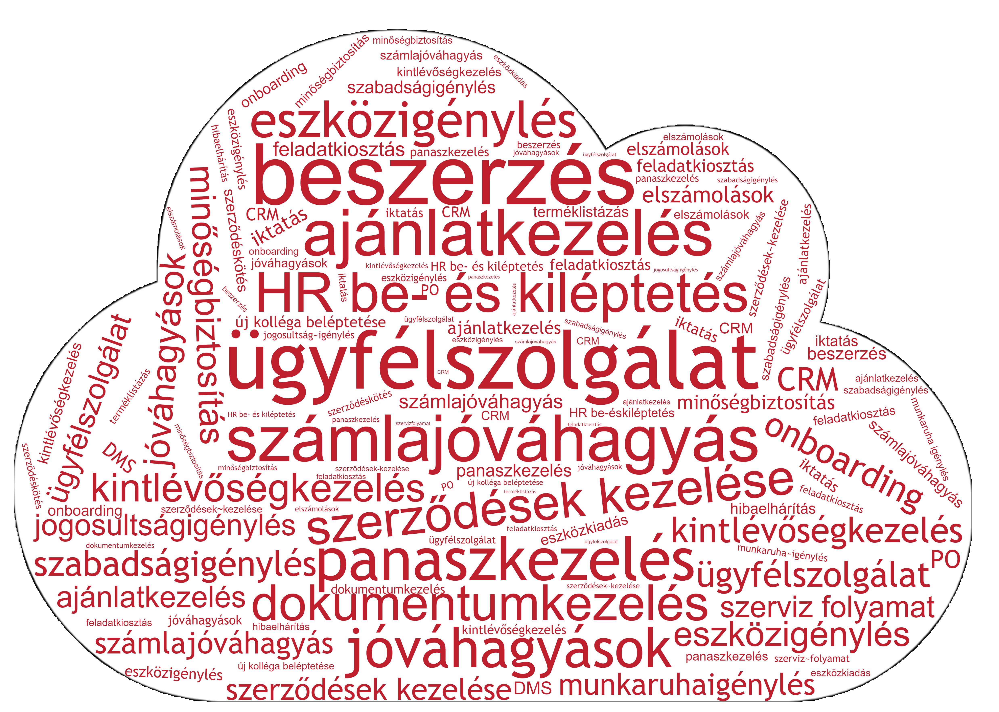 minőségbiztosítás
számlajóváhagyás
kintlévőségkezelés
szabadságigénylés
eszközkiadás
minőségbiztosítás
onboarding
eszközigénylés
eszközigénylés
hibaelhárítás
feladatkiosztás
panaszkezelés
beszerzés
jóváhagyások
ügyfélszolgálat
elszámolások
elszámolások
feladatkiosztás
panaszkezelés
szabadságigénylés
elszámolások
beszerzés
minőségbiztosítás
szerződéskötés
elszámolások
CRM
iktatás
iktatás
CRM
terméklistázás
elszámolások
ajánlatkezelés
számlajóváhagyás
szerződések~kezelése
ajánlatkezelés
onboarding
jóváhagyások
kintlévőségkezelés
HR be- és kiléptetés
feladatkiosztás
jogosultság igénylés
eszközigénylés
panaszkezelés
iktatás
PO
ajánlatkezelés
HR be- és kiléptetés
beszerzés
jóváhagyások
szabadságigénylés
ügyfélszolgálat
új kolléga beléptetése
ügyfélszolgálat
ajánlatkezelés
szabadságigénylés
iktatás
CRM
jogosultság~igénylés
eszközigénylés
számlajóváhagyás
CRM
iktatás
beszerzés
ügyfélszolgálat
CRM
CRM
ajánlatkezelés
szabadságigénylés
kintlévőségkezelés
ügyfélszolgálat
terméklistázás
szerződéskötés
számlajóváhagyás
ajánlatkezelés
minőségbiztosítás
HR be- és kiléptetés
panaszkezelés
CRM
HR be-éskiléptetés
szervizfolyamat
feladatkiosztás
feladatkiosztás
munkaruha igénylés
számlajóváhagyás
számlajóváhagyás
onboarding
iktatás
DMS
minőségbiztosítás
szerződéskötés
minőségbiztosítás
szerződések-kezelése
panaszkezelés
jóváhagyások
feladatkiosztás
kintlévőségkezelés
PO
új kolléga beléptetése
terméklistázás
szerződések kezelése
feladatkiosztás
onboarding
szerződések~kezelése
elszámolások
hibaelhárítás
jogosultságigénylés
feladatkiosztás
eszközkiadás
kintlévőségkezelés
dokumentumkezelés
ügyfélszolgálat
ügyfélszolgálat
munkaruha~igénylés
PO
szabadságigénylés
panaszkezelés
ügyfélszolgálat
dokumentumkezelés
szerződések~kezelése
ajánlatkezelés
dokumentumkezelés
szerviz folyamat
feladatkiosztás
jóváhagyások
hibaelhárítás
kintlévőségkezelés
eszközigénylés
számlajóváhagyás
jóváhagyások
panaszkezelés
szerviz~folyamat
eszközigénylés
új kolléga beléptetése
eszközkiadás
szerződések kezelése
DMS
munkaruhaigénylés